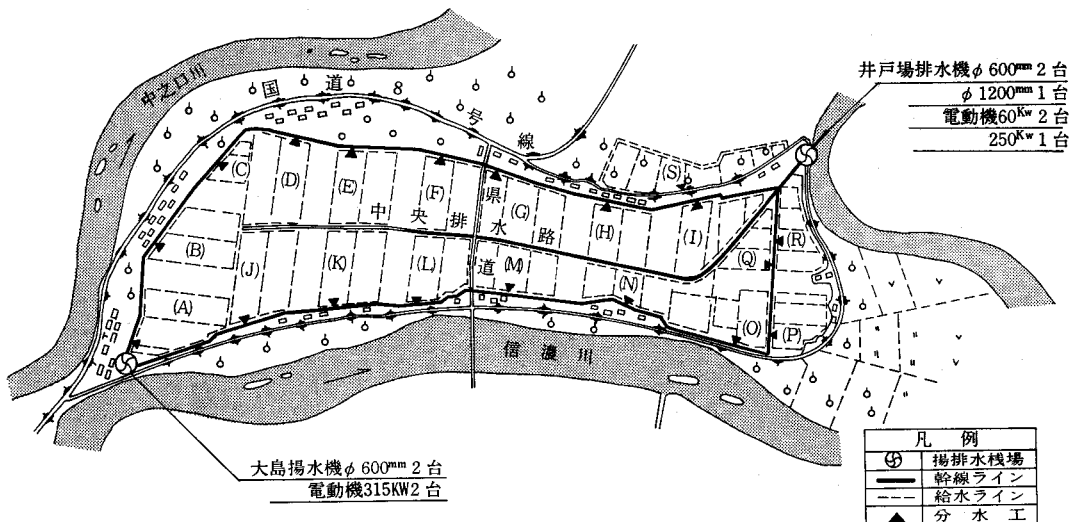 井戸場排水機φ 600mm 2 台
φ 1200mm 1 台
電動機60Kw 2 台
250Kw 1 台
中之口川
国道8号線
(S)
(C)
(D)
(E)
(F)
県道
(G)
(H)
(I)
(R)
中央排水路
(B)
(J)
(K)
(L)
(M)
(N)
(Q)
(A)
(O)
(P)
信濃川
大島揚水機φ 600mm 2 台
電動機315KW2 台
凡例
揚排水桟場
幹線ライン
給水ライン
分水工